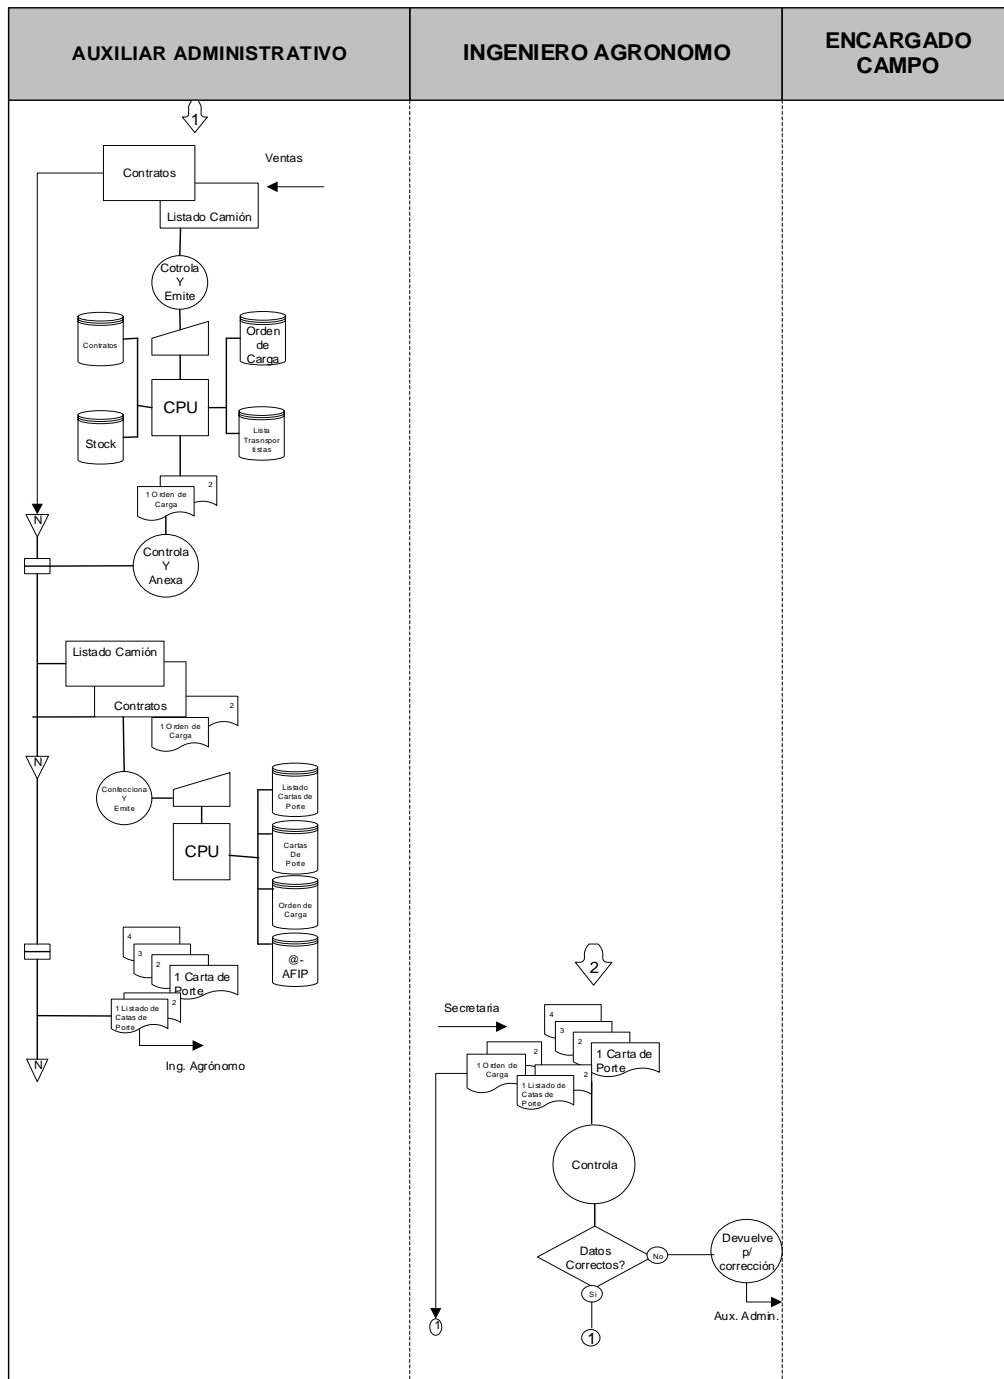 AUXILIAR ADMINISTRATIVO
INGENIERO AGRONOMO
ENCARGADO
CAMPO
1
Ventas
Contratos
Listado Camión
Cotrola
Y
Emite
Contratos
Orden
de
Carga
CPU
Stock
Lista
Trasnspor
tistas
2
1 Orden de
Carga
N
Controla
Y
Anexa
Listado Camión
Contratos
2
1 Orden de
Carga
N
Confecciona
Y
Emite
Listado
Cartas de
Porte
CPU
Cartas
De
Porte
Orden de
Carga
@-
AFIP
4
3
2
1 Carta de
Porte
2
1 Listado de
Catas de
Porte
N
Ing. Agrónomo
2
Secretaria
4
3
2
1 Carta de
Porte
2
1 Orden de
Carga
2
1 Listado de
Catas de
Porte
Controla
Datos
Correctos?
No
Devuelve
p/
corrección
Si
Aux. Admin.
1
1